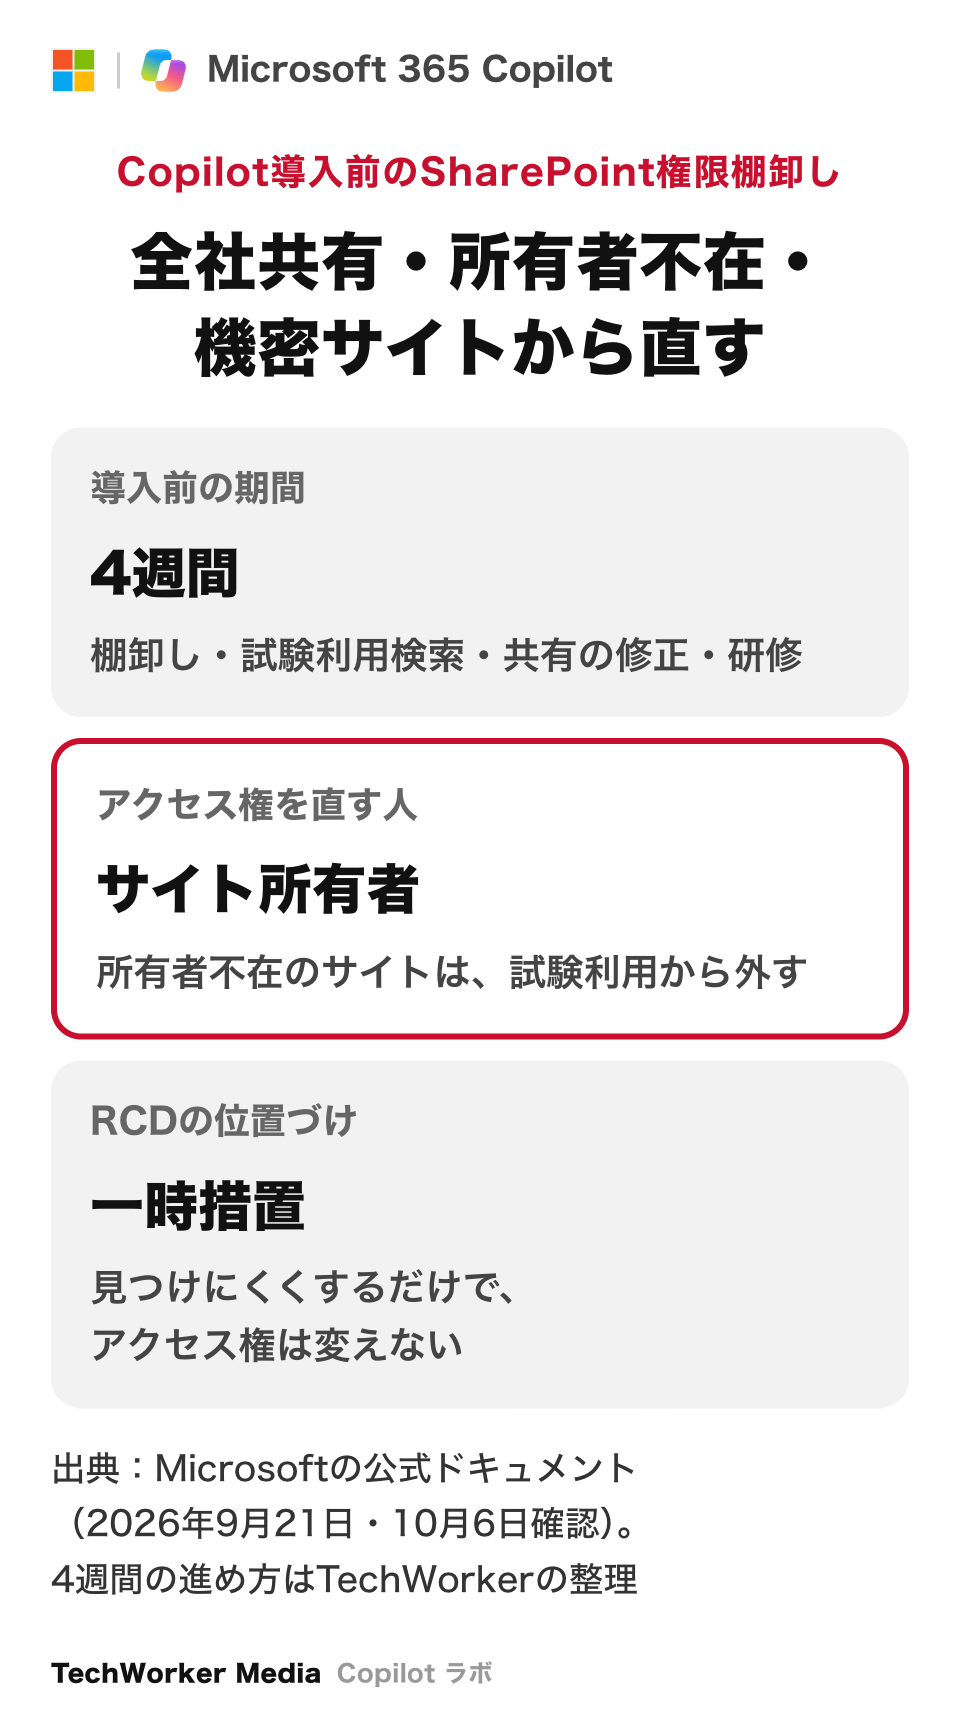 Microsoft 365 Copilot
Copilot導入前のSharePoint権限棚卸し
全社共有・所有者不在・
機密サイトから直す
導入前の期間
4週間
棚卸し・試験利用検索・共有の修正・研修
アクセス権を直す人
サイト所有者
所有者不在のサイトは、試験利用から外す
RCDの位置づけ
一時措置
見つけにくくするだけで、
アクセス権は変えない
出典：Microsoftの公式ドキュメント
（2026年9月21日・10月6日確認）。
4週間の進め方はTechWorkerの整理
TechWorker Media Copilot ラボ